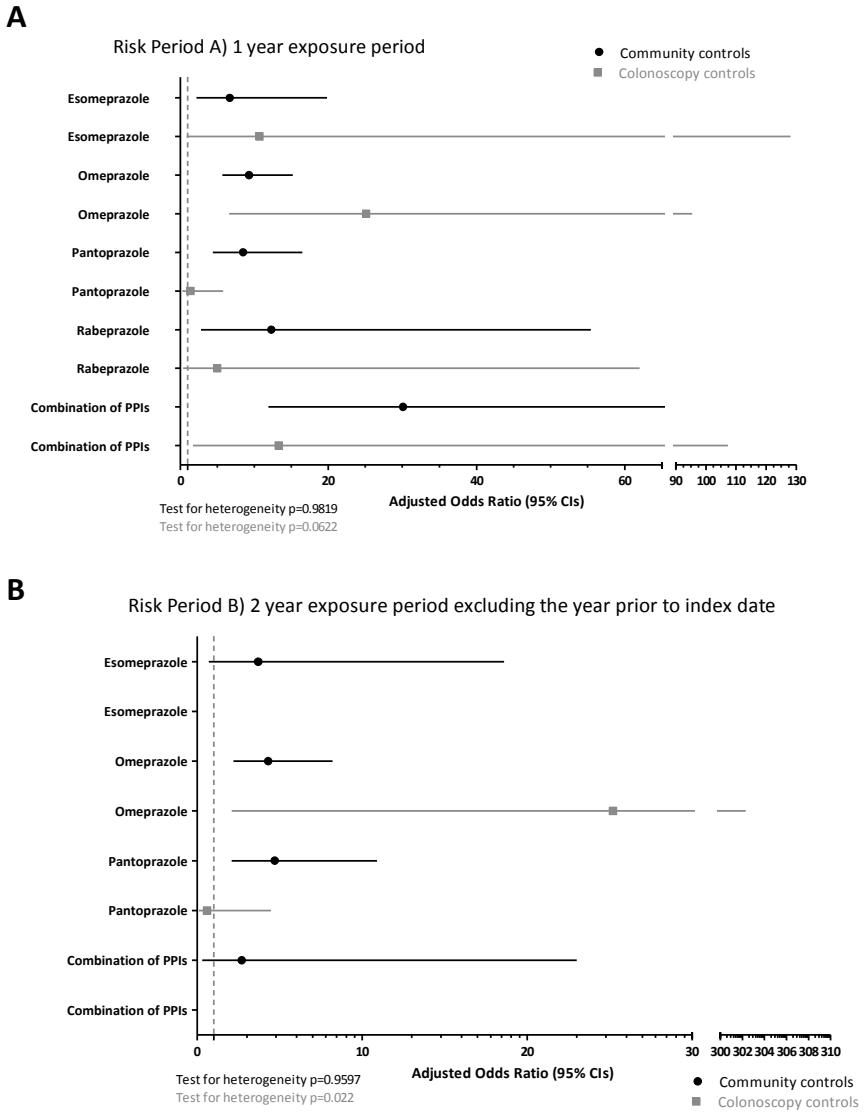 A
Risk Period A) 1 year exposure period
Community controls
Colonoscopy controls
Esomeprazole
Esomeprazole
Omeprazole
Omeprazole
Pantoprazole
Pantoprazole
Rabeprazole
Rabeprazole
Combination of PPIs
Combination of PPIs
0 20 40 60 90 100 110 120 130
Adjusted Odds Ratio (95% CIs)
Test for heterogeneity p=0.9819
Test for heterogeneity p=0.0622
B
Risk Period B) 2 year exposure period excluding the year prior to index date
Esomeprazole
Esomeprazole
Omeprazole
Omeprazole
Pantoprazole
Pantoprazole
Combination of PPIs
Combination of PPIs
0 10 20 30 300 302 304 306 308 310
Adjusted Odds Ratio (95% CIs)
Test for heterogeneity p=0.9597
Test for heterogeneity p=0.022
Community controls
Colonoscopy controls